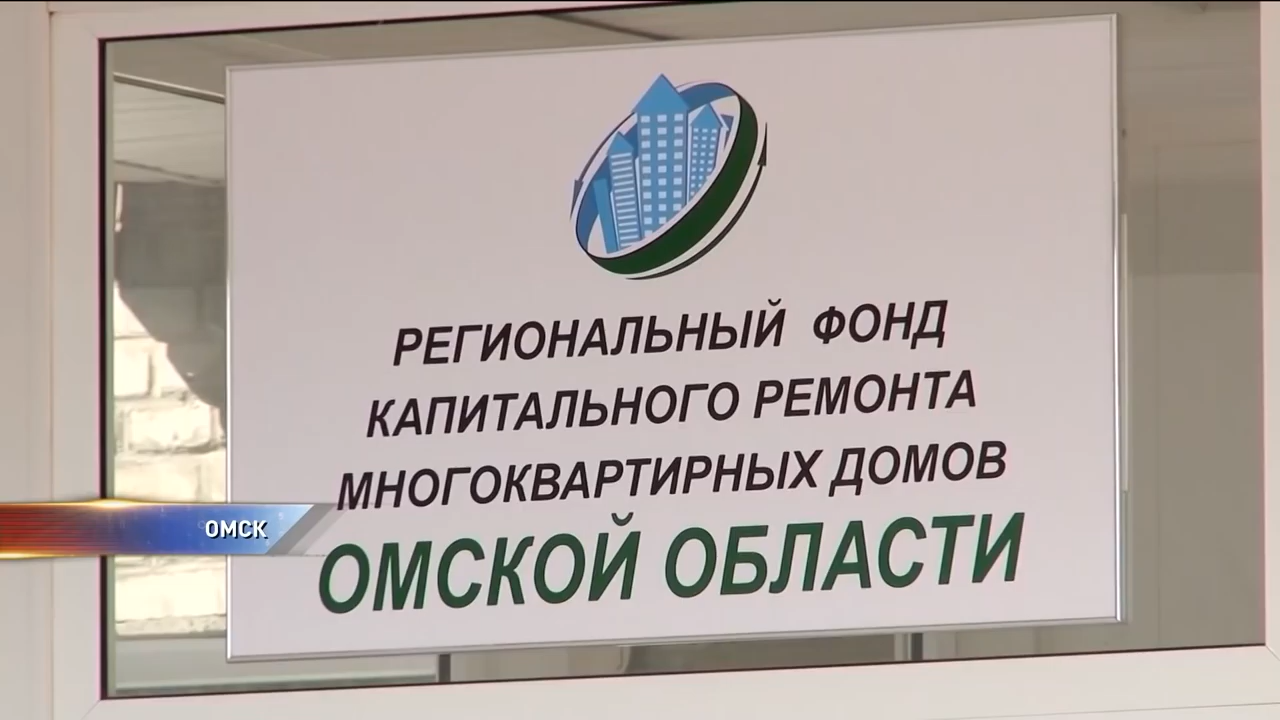 РЕГИОНАЛЬНЫЙ ФОНД
КАПИТАЛЬНОГО РЕМОНТА
МНОГОКВАРТИРНЫХ ДОМОВ
ОМСКОЙ ОБЛАСТИ
ОМСК